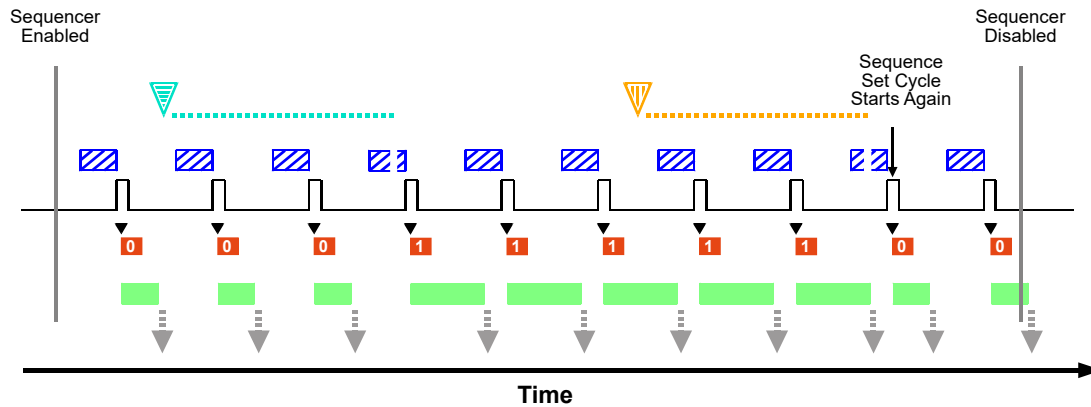 Sequencer
Enabled
Sequencer
Disabled
Sequence
Set Cycle
Starts Again
0 0 0 1 1 1 1 1 0 0
Time